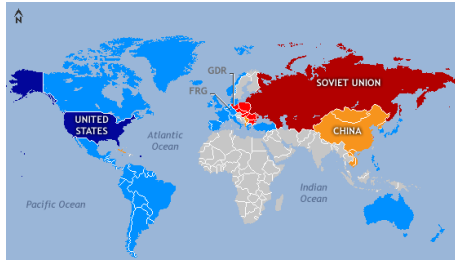 N
GDR
SOVIET UNION
FRG
UNITED
STATES
CHINA
Atlantic
Ocean
Indian
Ocean
Pacific Ocean